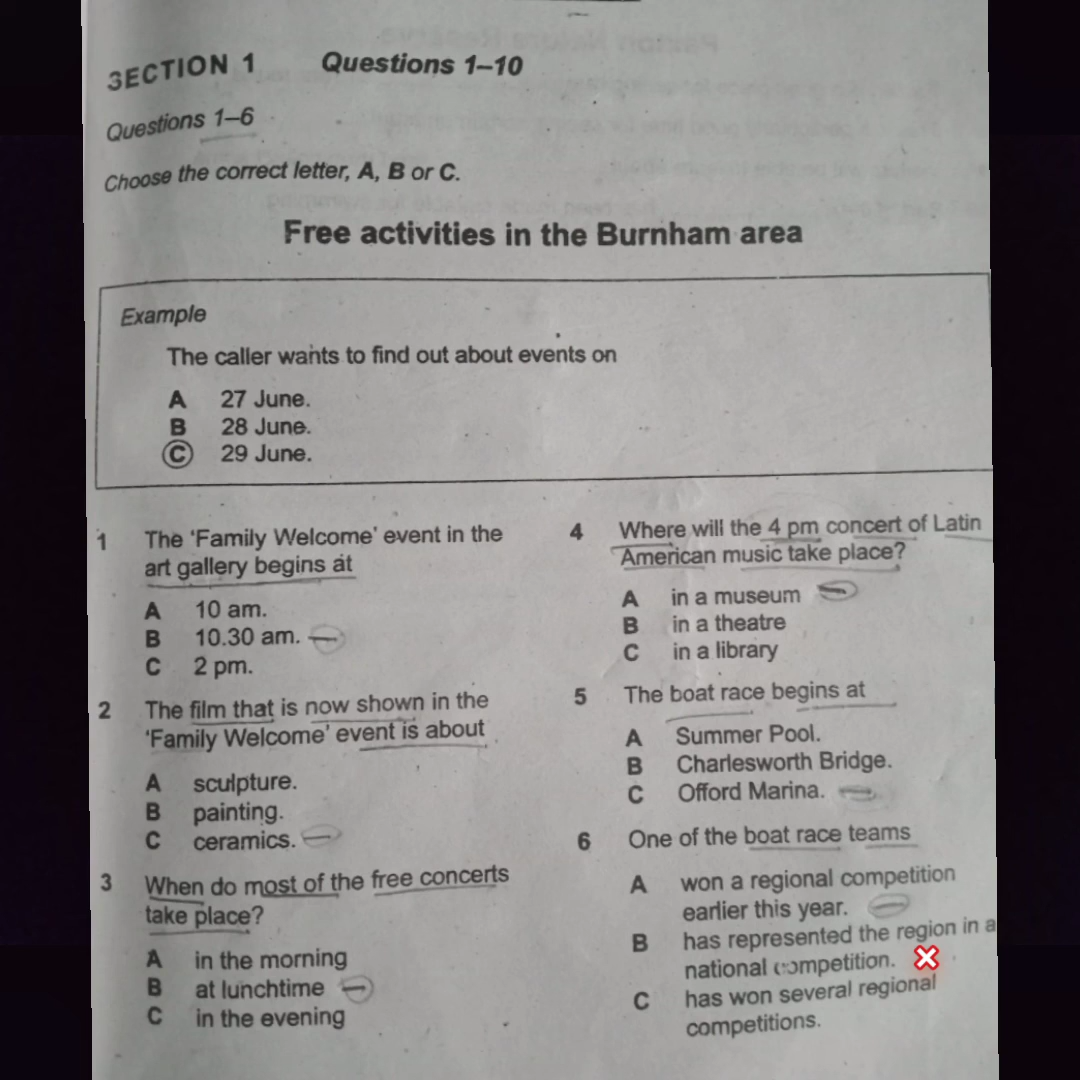 SECTION 1 Questions 1–10
Questions 1–6
Choose the correct letter, A, B or C.
Free activities in the Burnham area
Example
The caller wants to find out about events on
A 27 June.
B 28 June.
C 29 June.
1 The ‘Family Welcome’ event in the
art gallery begins at
A 10 am.
B 10.30 am.
C 2 pm.
2 The film that is now shown in the
‘Family Welcome’ event is about
A sculpture.
B painting.
C ceramics.
3 When do most of the free concerts
take place?
A in the morning
B at lunchtime
C in the evening
4 Where will the 4 pm concert of Latin
American music take place?
A in a museum
B in a theatre
C in a library
5 The boat race begins at
A Summer Pool.
B Charlesworth Bridge.
C Offord Marina.
6 One of the boat race teams
A won a regional competition
earlier this year.
B has represented the region in a
national competition.
C has won several regional
competitions.